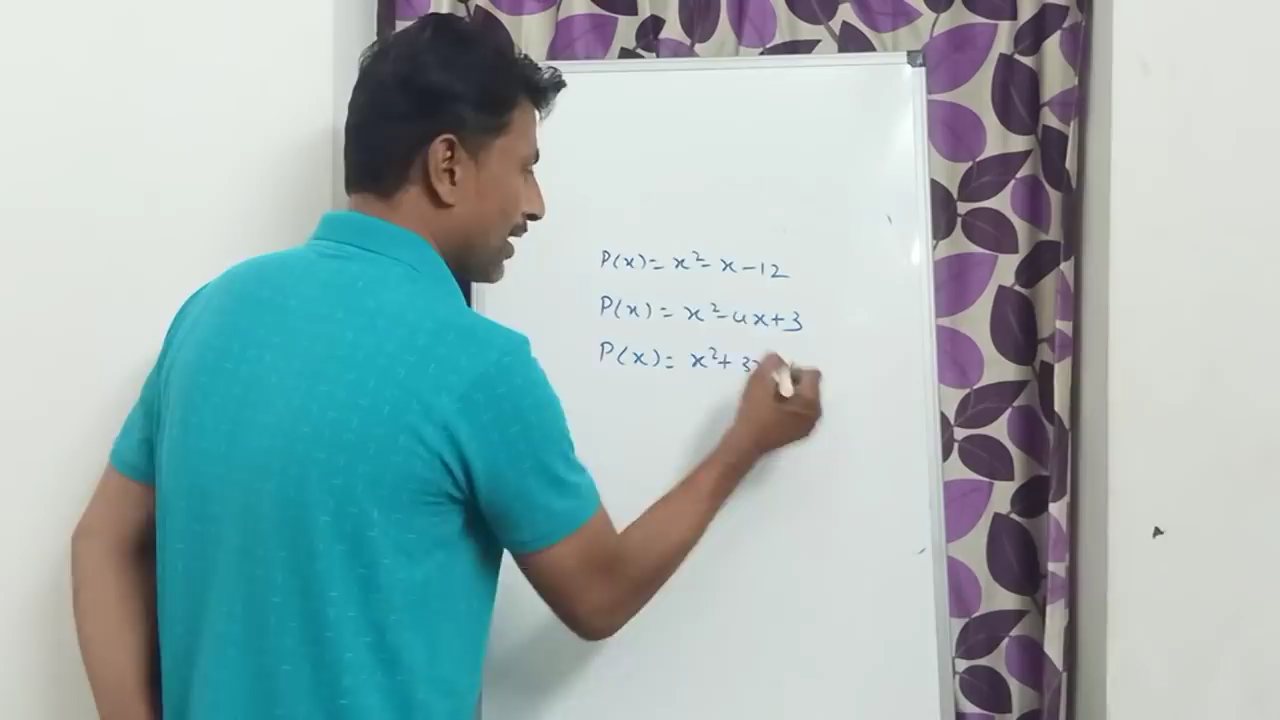 P(x)= x²- x-12
P(x)= x²-4x+3
P(x)= x²+ 3